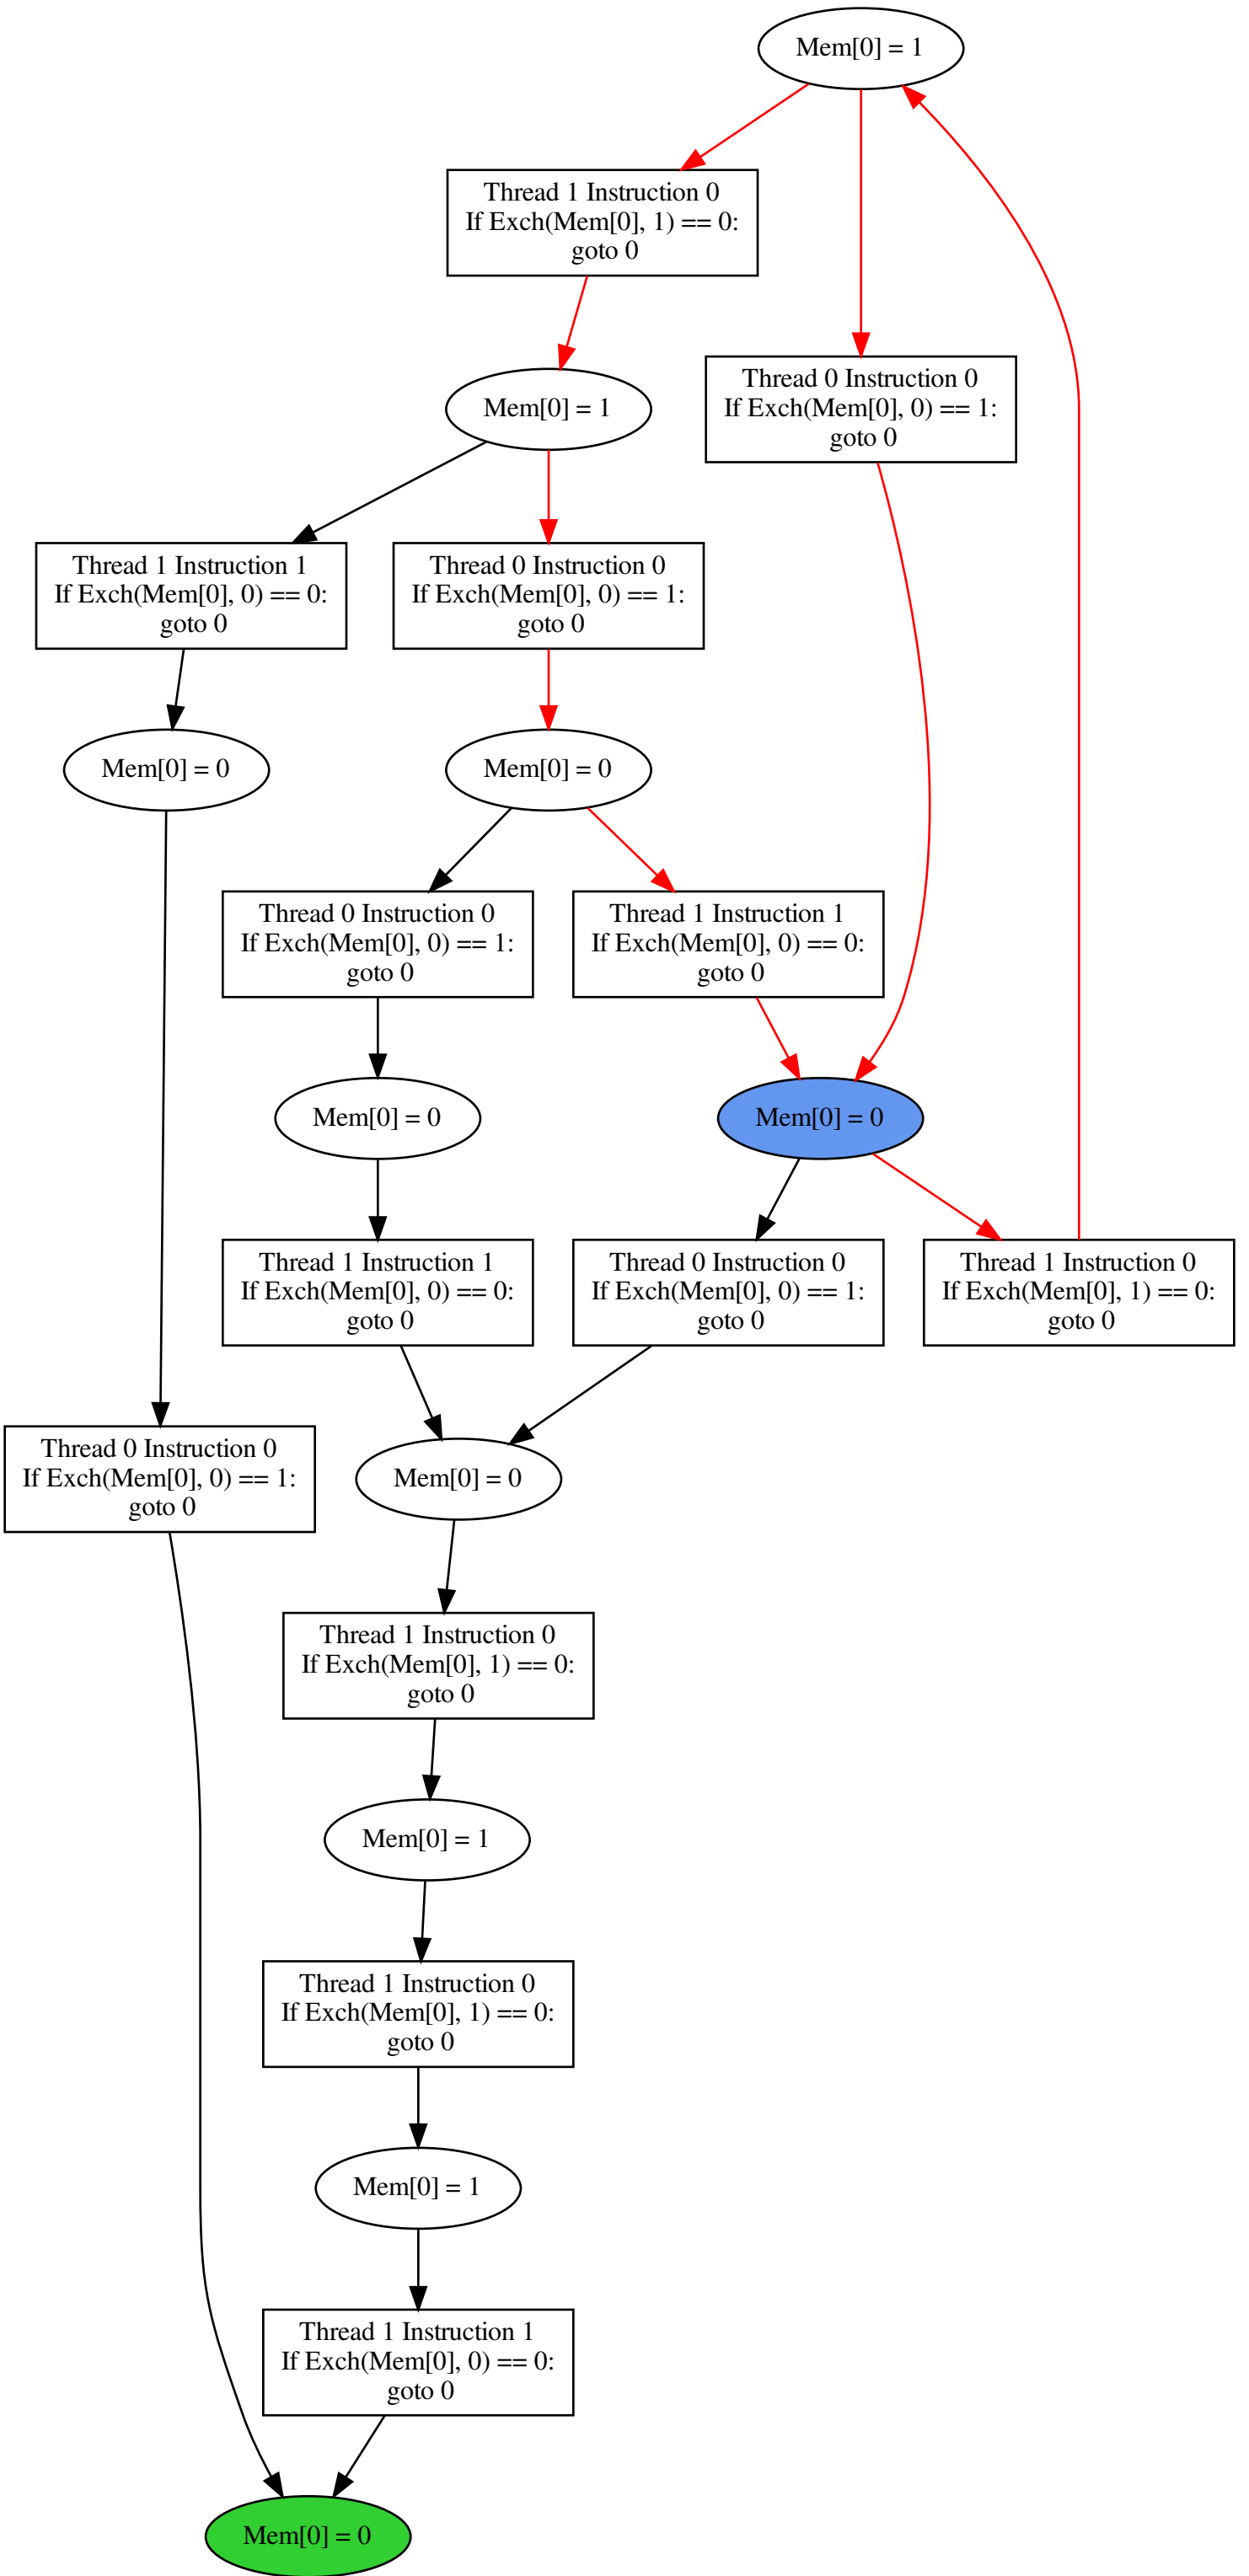 Mem[0] = 1
Thread 1 Instruction 0
If Exch(Mem[0], 1) == 0:
goto 0
Mem[0] = 1
Thread 0 Instruction 0
If Exch(Mem[0], 0) == 1:
goto 0
Thread 1 Instruction 1
If Exch(Mem[0], 0) == 0:
goto 0
Thread 0 Instruction 0
If Exch(Mem[0], 0) == 1:
goto 0
Mem[0] = 0
Mem[0] = 0
Thread 0 Instruction 0
If Exch(Mem[0], 0) == 1:
goto 0
Thread 1 Instruction 1
If Exch(Mem[0], 0) == 0:
goto 0
Mem[0] = 0
Mem[0] = 0
Thread 1 Instruction 1
If Exch(Mem[0], 0) == 0:
goto 0
Thread 0 Instruction 0
If Exch(Mem[0], 0) == 1:
goto 0
Thread 1 Instruction 0
If Exch(Mem[0], 1) == 0:
goto 0
Thread 0 Instruction 0
If Exch(Mem[0], 0) == 1:
goto 0
Mem[0] = 0
Thread 1 Instruction 0
If Exch(Mem[0], 1) == 0:
goto 0
Mem[0] = 1
Thread 1 Instruction 0
If Exch(Mem[0], 1) == 0:
goto 0
Mem[0] = 1
Thread 1 Instruction 1
If Exch(Mem[0], 0) == 0:
goto 0
Mem[0] = 0